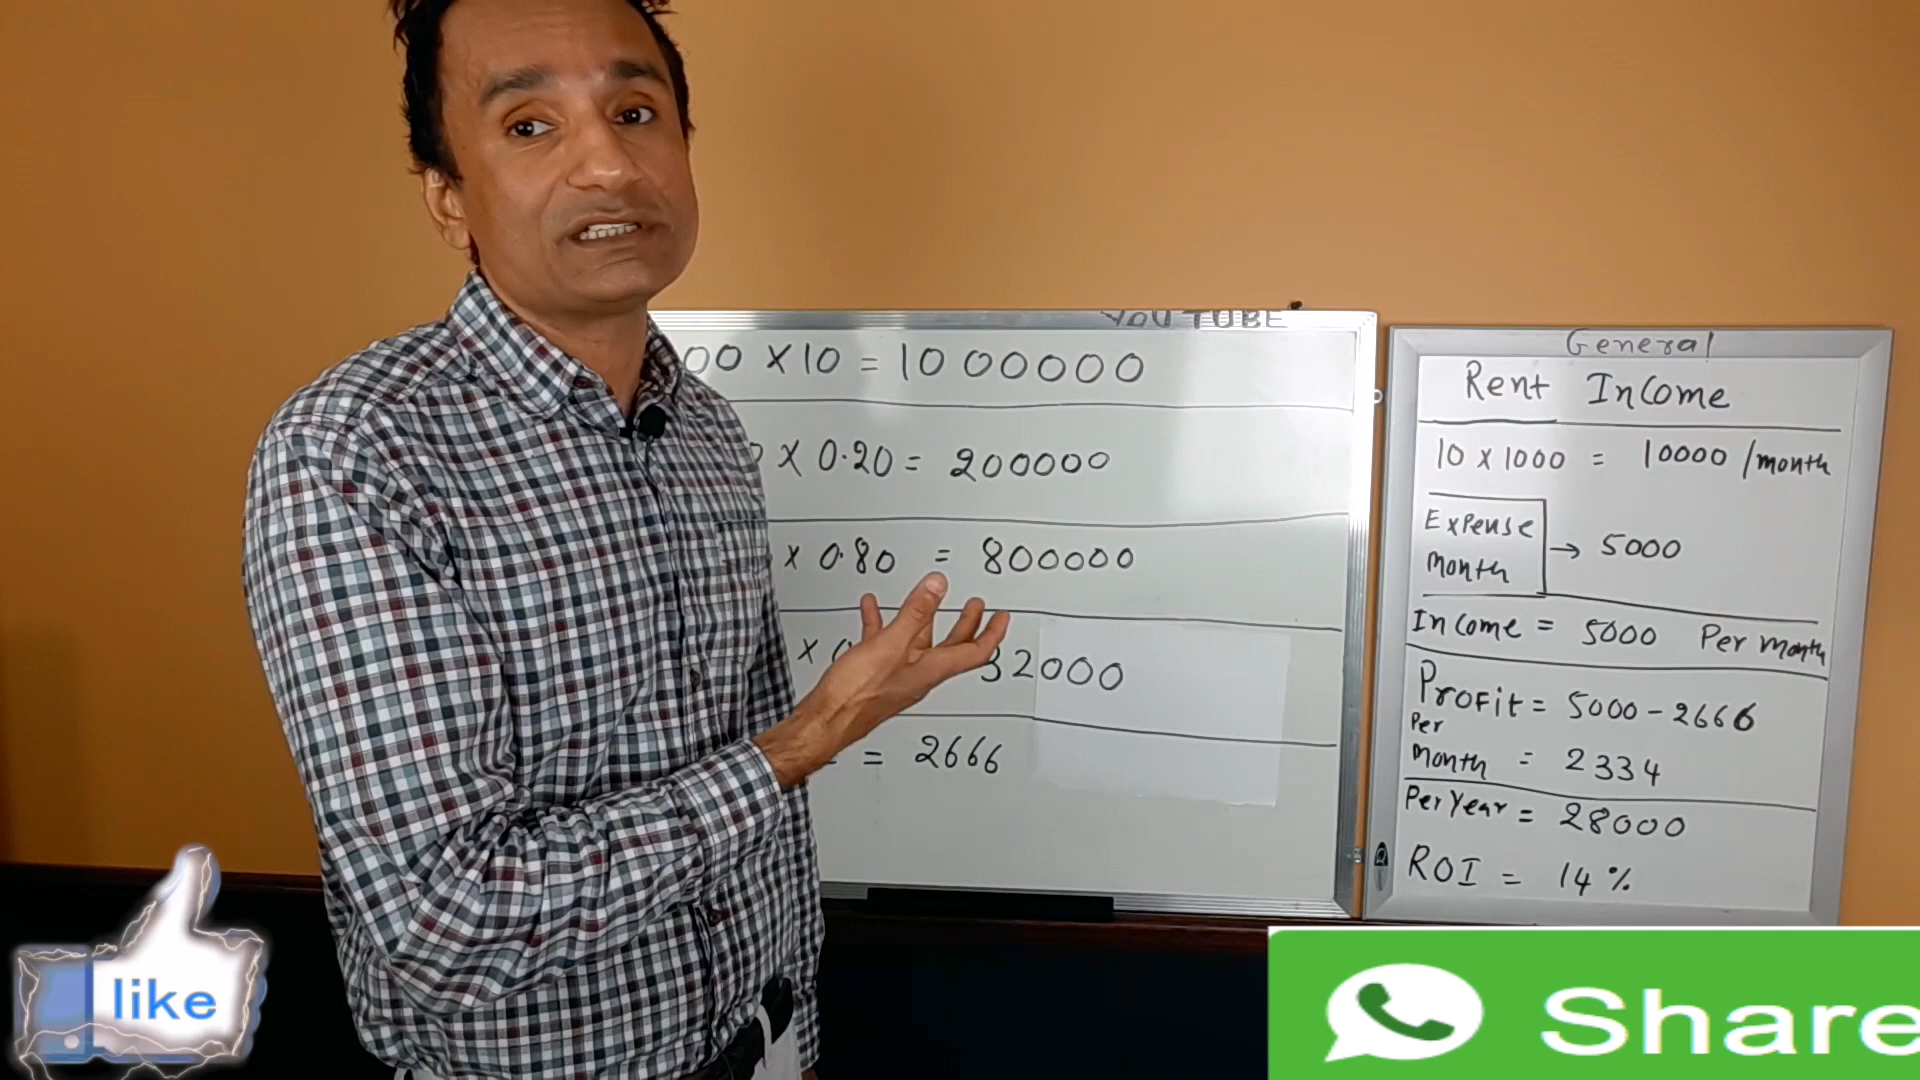 YOUTUBE
00 X 10 = 1000000
X 0.20 = 200000
X 0.80 = 800000
X 32000
= 2666
General
Rent Income
10 x 1000 = 10000 /month
Expense
Month → 5000
Income = 5000 Per month
Profit = 5000 - 2666
Per
month = 2334
Per Year = 28000
ROI = 14 %
like
Share